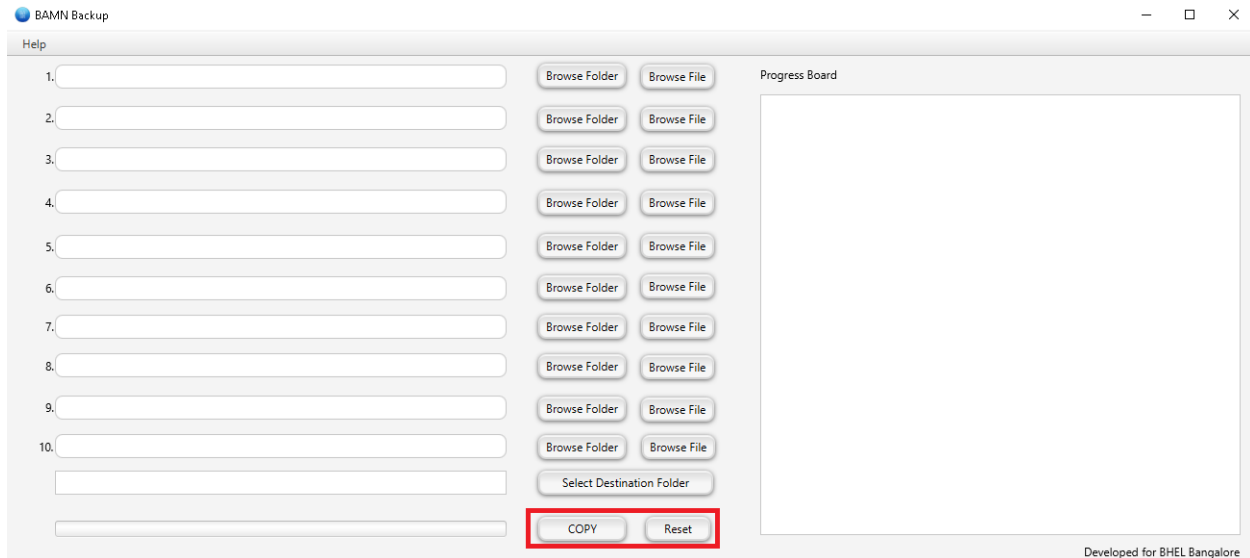 BAMN Backup
Help
1. Browse Folder Browse File Progress Board
2. Browse Folder Browse File
3. Browse Folder Browse File
4. Browse Folder Browse File
5. Browse Folder Browse File
6. Browse Folder Browse File
7. Browse Folder Browse File
8. Browse Folder Browse File
9. Browse Folder Browse File
10. Browse Folder Browse File
Select Destination Folder
COPY Reset
Developed for BHEL Bangalore